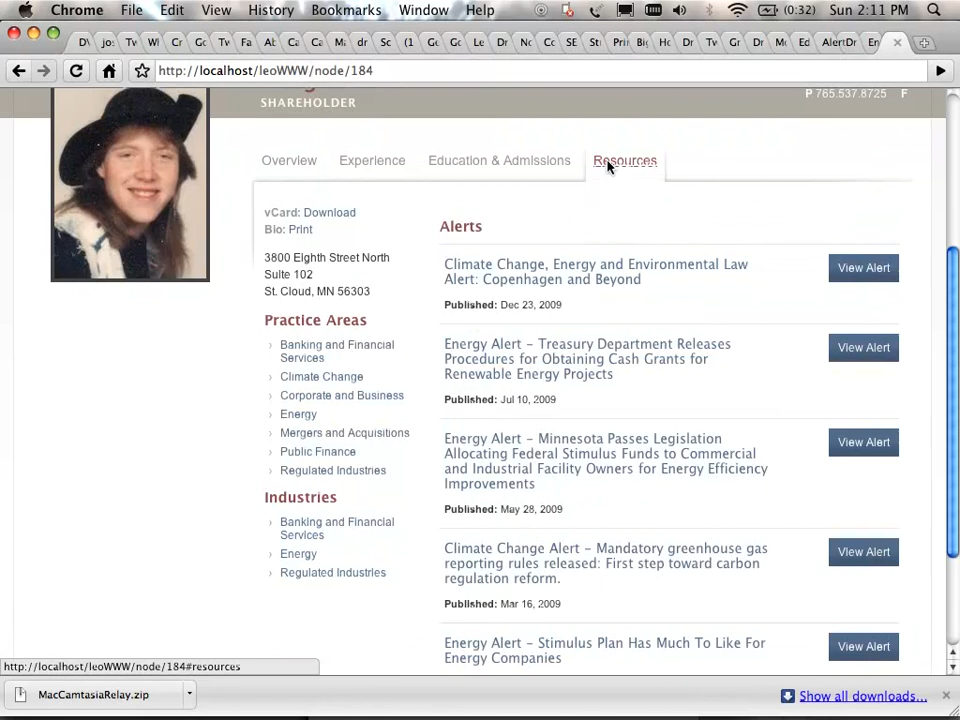 Chrome File Edit View History Bookmarks Window Help (0:32) Sun 2:11 PM
http://localhost/leoWWW/node/184
SHAREHOLDER
P 765.537.8725 F
Overview Experience Education & Admissions Resources
vCard: Download
Bio: Print
3800 Eighth Street North
Suite 102
St. Cloud, MN 56303
Practice Areas
› Banking and Financial
Services
› Climate Change
› Corporate and Business
› Energy
› Mergers and Acquisitions
› Public Finance
› Regulated Industries
Industries
› Banking and Financial
Services
› Energy
› Regulated Industries
Alerts
Climate Change, Energy and Environmental Law
Alert: Copenhagen and Beyond
View Alert
Published: Dec 23, 2009
Energy Alert – Treasury Department Releases
Procedures for Obtaining Cash Grants for
Renewable Energy Projects
View Alert
Published: Jul 10, 2009
Energy Alert – Minnesota Passes Legislation
Allocating Federal Stimulus Funds to Commercial
and Industrial Facility Owners for Energy Efficiency
Improvements
View Alert
Published: May 28, 2009
Climate Change Alert – Mandatory greenhouse gas
reporting rules released: First step toward carbon
regulation reform.
View Alert
Published: Mar 16, 2009
Energy Alert – Stimulus Plan Has Much To Like For
Energy Companies
View Alert
http://localhost/leoWWW/node/184#resources
MacCamtasiaRelay.zip
Show all downloads...